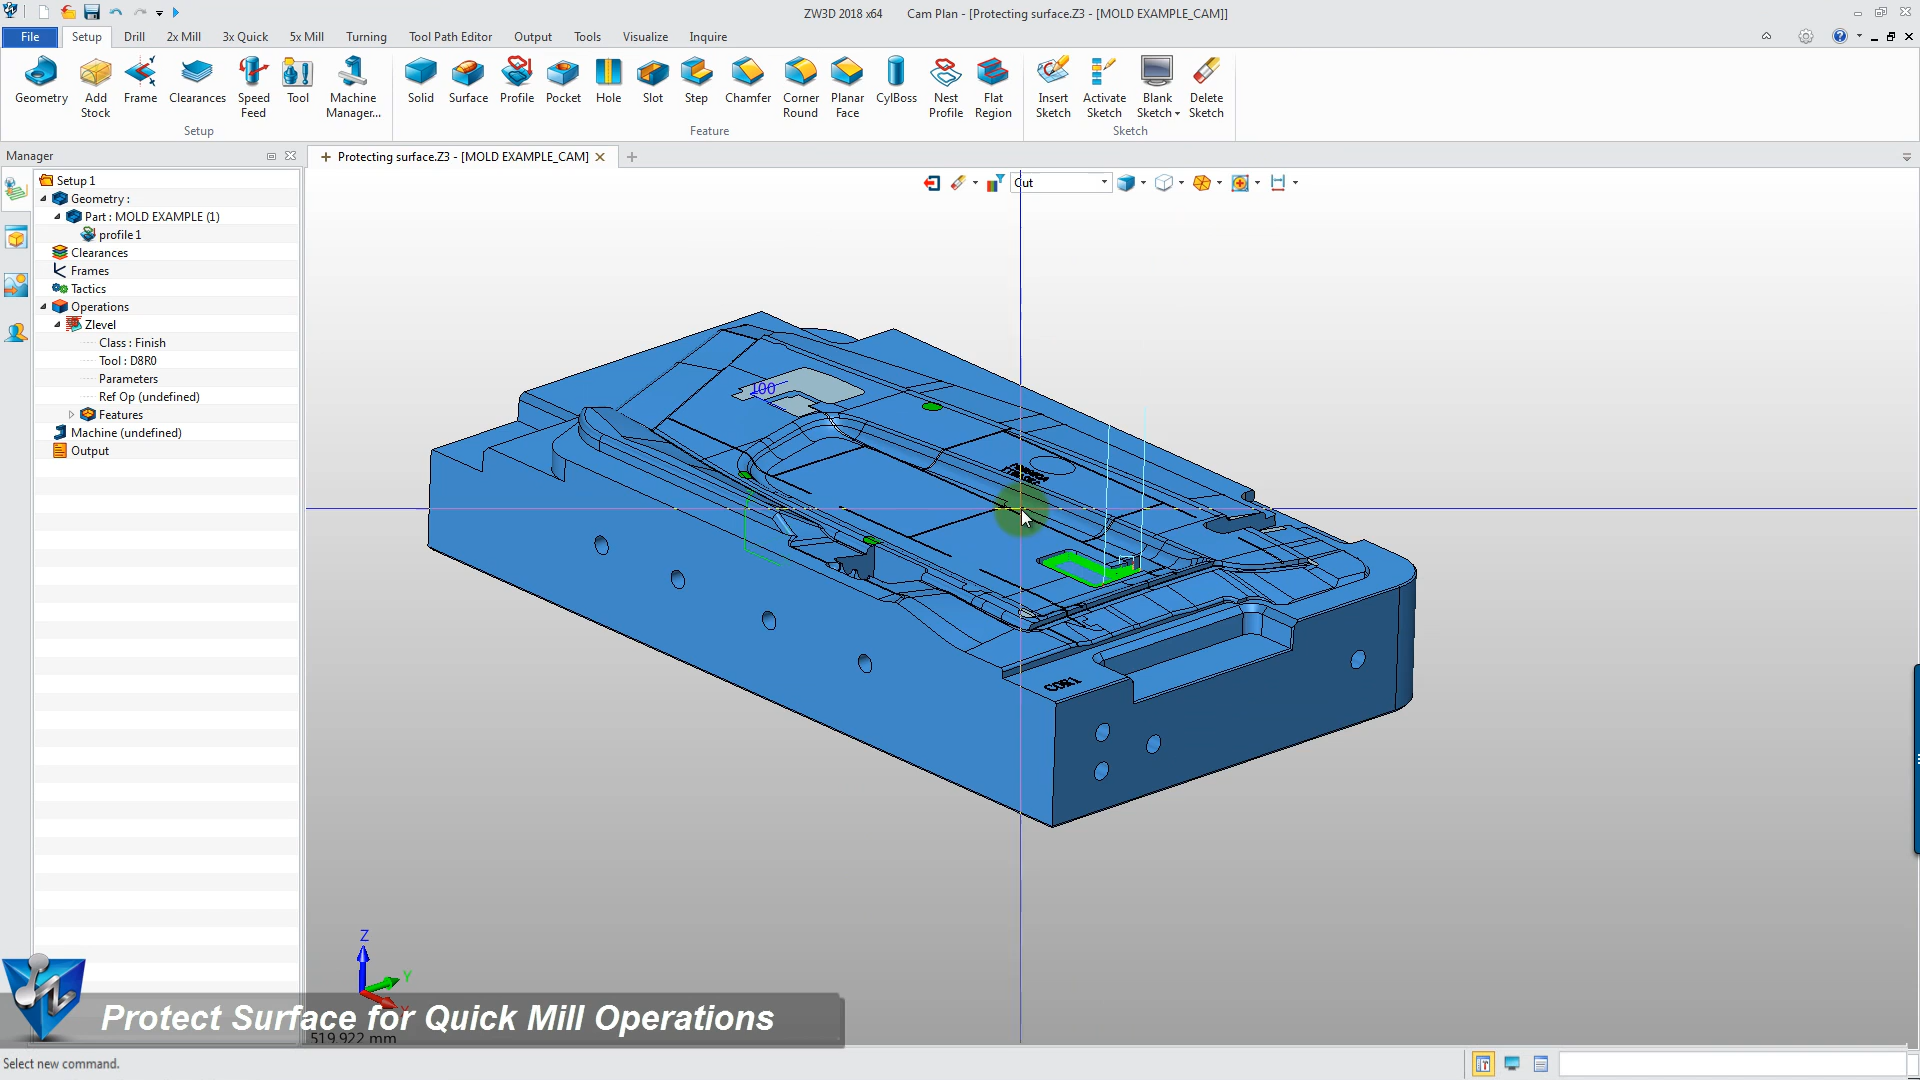 ZW3D 2018 x64 Cam Plan - [Protecting surface.Z3 - [MOLD EXAMPLE_CAM]]
File Setup Drill 2x Mill 3x Quick 5x Mill Turning Tool Path Editor Output Tools Visualize Inquire
Geometry Add Stock Frame Clearances Speed Feed Tool Machine Manager... Solid Surface Profile Pocket Hole Slot Step Chamfer Corner Round Planar Face CylBoss Nest Profile Flat Region Insert Sketch Activate Sketch Blank Sketch Delete Sketch
Setup Feature Sketch
Manager
Protecting surface.Z3 - [MOLD EXAMPLE_CAM]
Cut
Setup 1
Geometry :
Part : MOLD EXAMPLE (1)
profile 1
Clearances
Frames
Tactics
Operations
Zlevel
Class : Finish
Tool : D8R0
Parameters
Ref Op (undefined)
Features
Machine (undefined)
Output
100
COR1
Z
Y
Protect Surface for Quick Mill Operations
519.922 mm
Select new command.